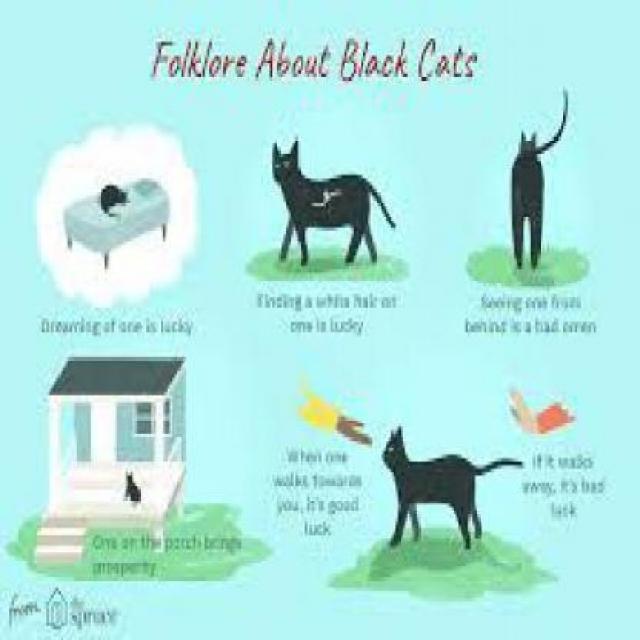 Folklore About Black Cats
Dreaming of one is lucky
Finding a white hair on
one is lucky
Seeing one from
behind is a bad omen
One on the porch brings
prosperity
When one
walks towards
you, it's good
luck
If it walks
away, it's bad
luck
from the spruce